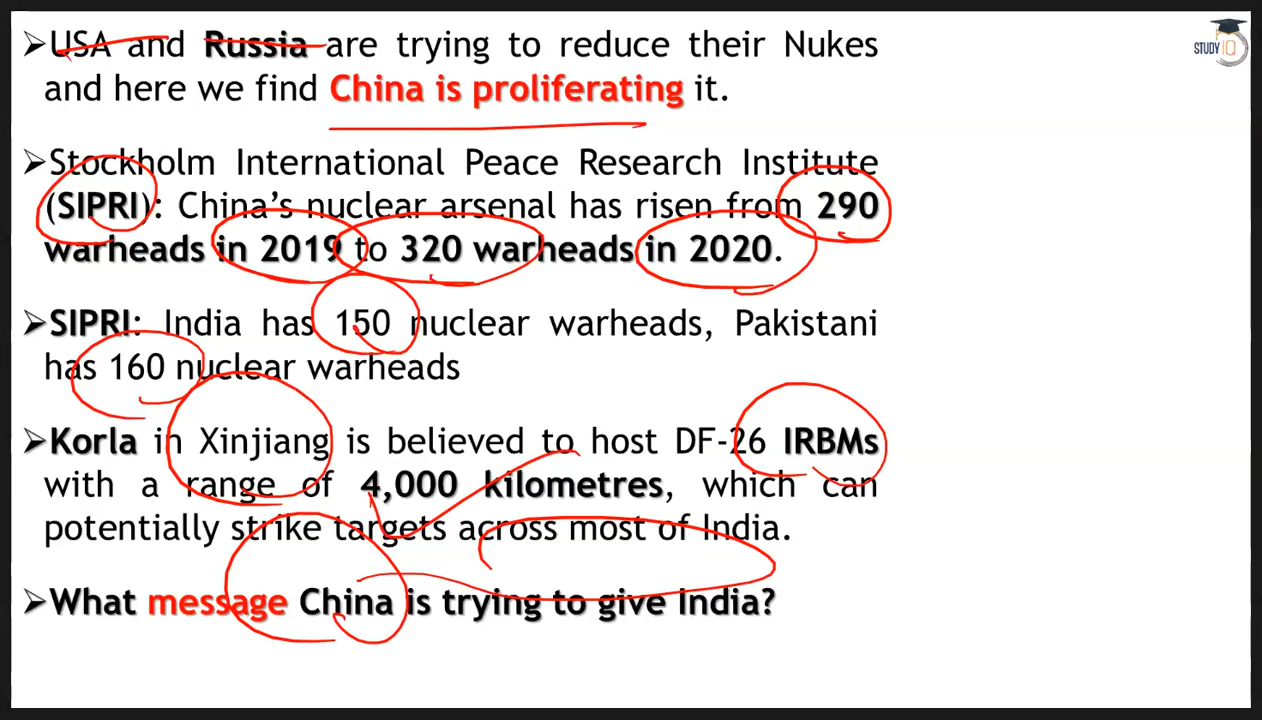 ➢USA and Russia are trying to reduce their Nukes
and here we find China is proliferating it.
STUDY IQ
➢Stockholm International Peace Research Institute
(SIPRI): China's nuclear arsenal has risen from 290
warheads in 2019 to 320 warheads in 2020.
➢SIPRI: India has 150 nuclear warheads, Pakistani
has 160 nuclear warheads
➢Korla in Xinjiang is believed to host DF-26 IRBMs
with a range of 4,000 kilometres, which can
potentially strike targets across most of India.
➢What message China is trying to give India?